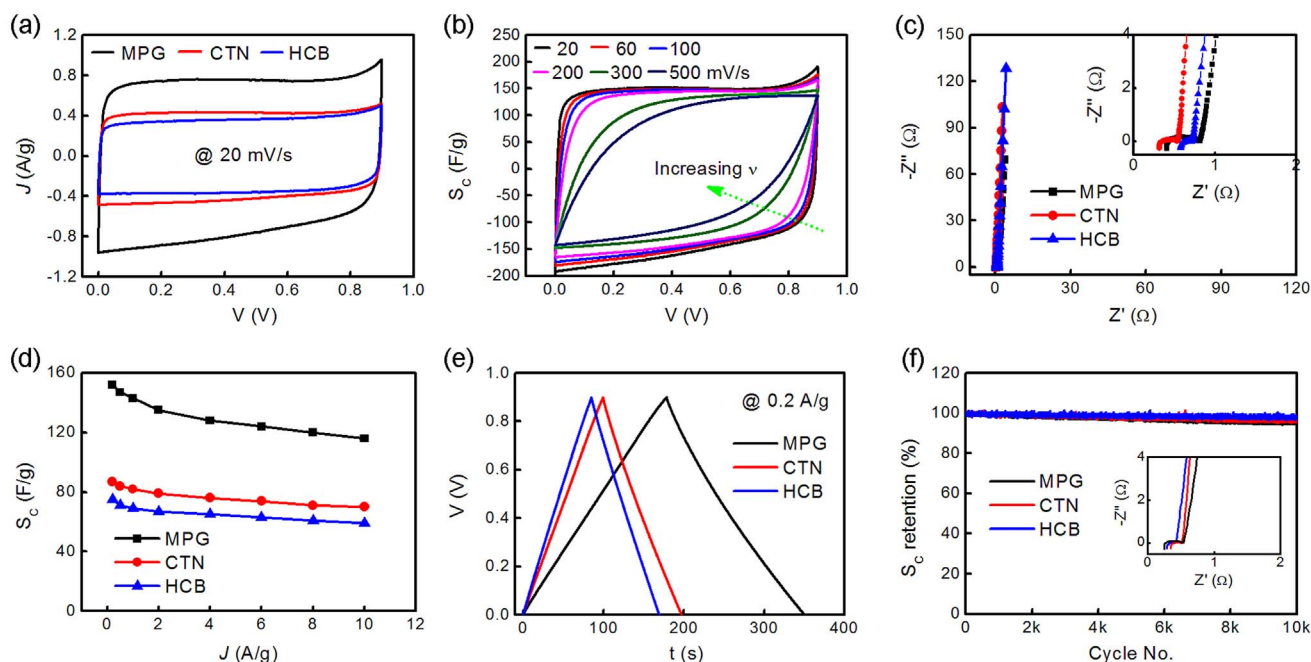 (a)
1.2
0.8
0.4
0.0
-0.4
-0.8
-1.2
J (A/g)
MPG CTN HCB
@ 20 mV/s
0.0 0.2 0.4 0.6 0.8 1.0
V (V)
(b)
250
200
150
100
50
0
-50
-100
-150
-200
S_c (F/g)
20 60 100
200 300 500 mV/s
Increasing ν
0.0 0.2 0.4 0.6 0.8 1.0
V (V)
(c)
-150
-120
-90
-60
-30
0
-Z'' (Ω)
4
2
0
-Z'' (Ω)
0 1 2
Z' (Ω)
MPG
CTN
HCB
0 30 60 90 120
Z' (Ω)
(d)
160
120
80
40
0
S_c (F/g)
MPG
CTN
HCB
0 2 4 6 8 10 12
J (A/g)
(e)
1.0
0.8
0.6
0.4
0.2
0.0
V (V)
@ 0.2 A/g
MPG
CTN
HCB
0 100 200 300 400
t (s)
(f)
120
100
80
60
40
20
0
S_c retention (%)
MPG
CTN
HCB
4
2
0
-Z'' (Ω)
0 1 2
Z' (Ω)
0 2k 4k 6k 8k 10k
Cycle No.